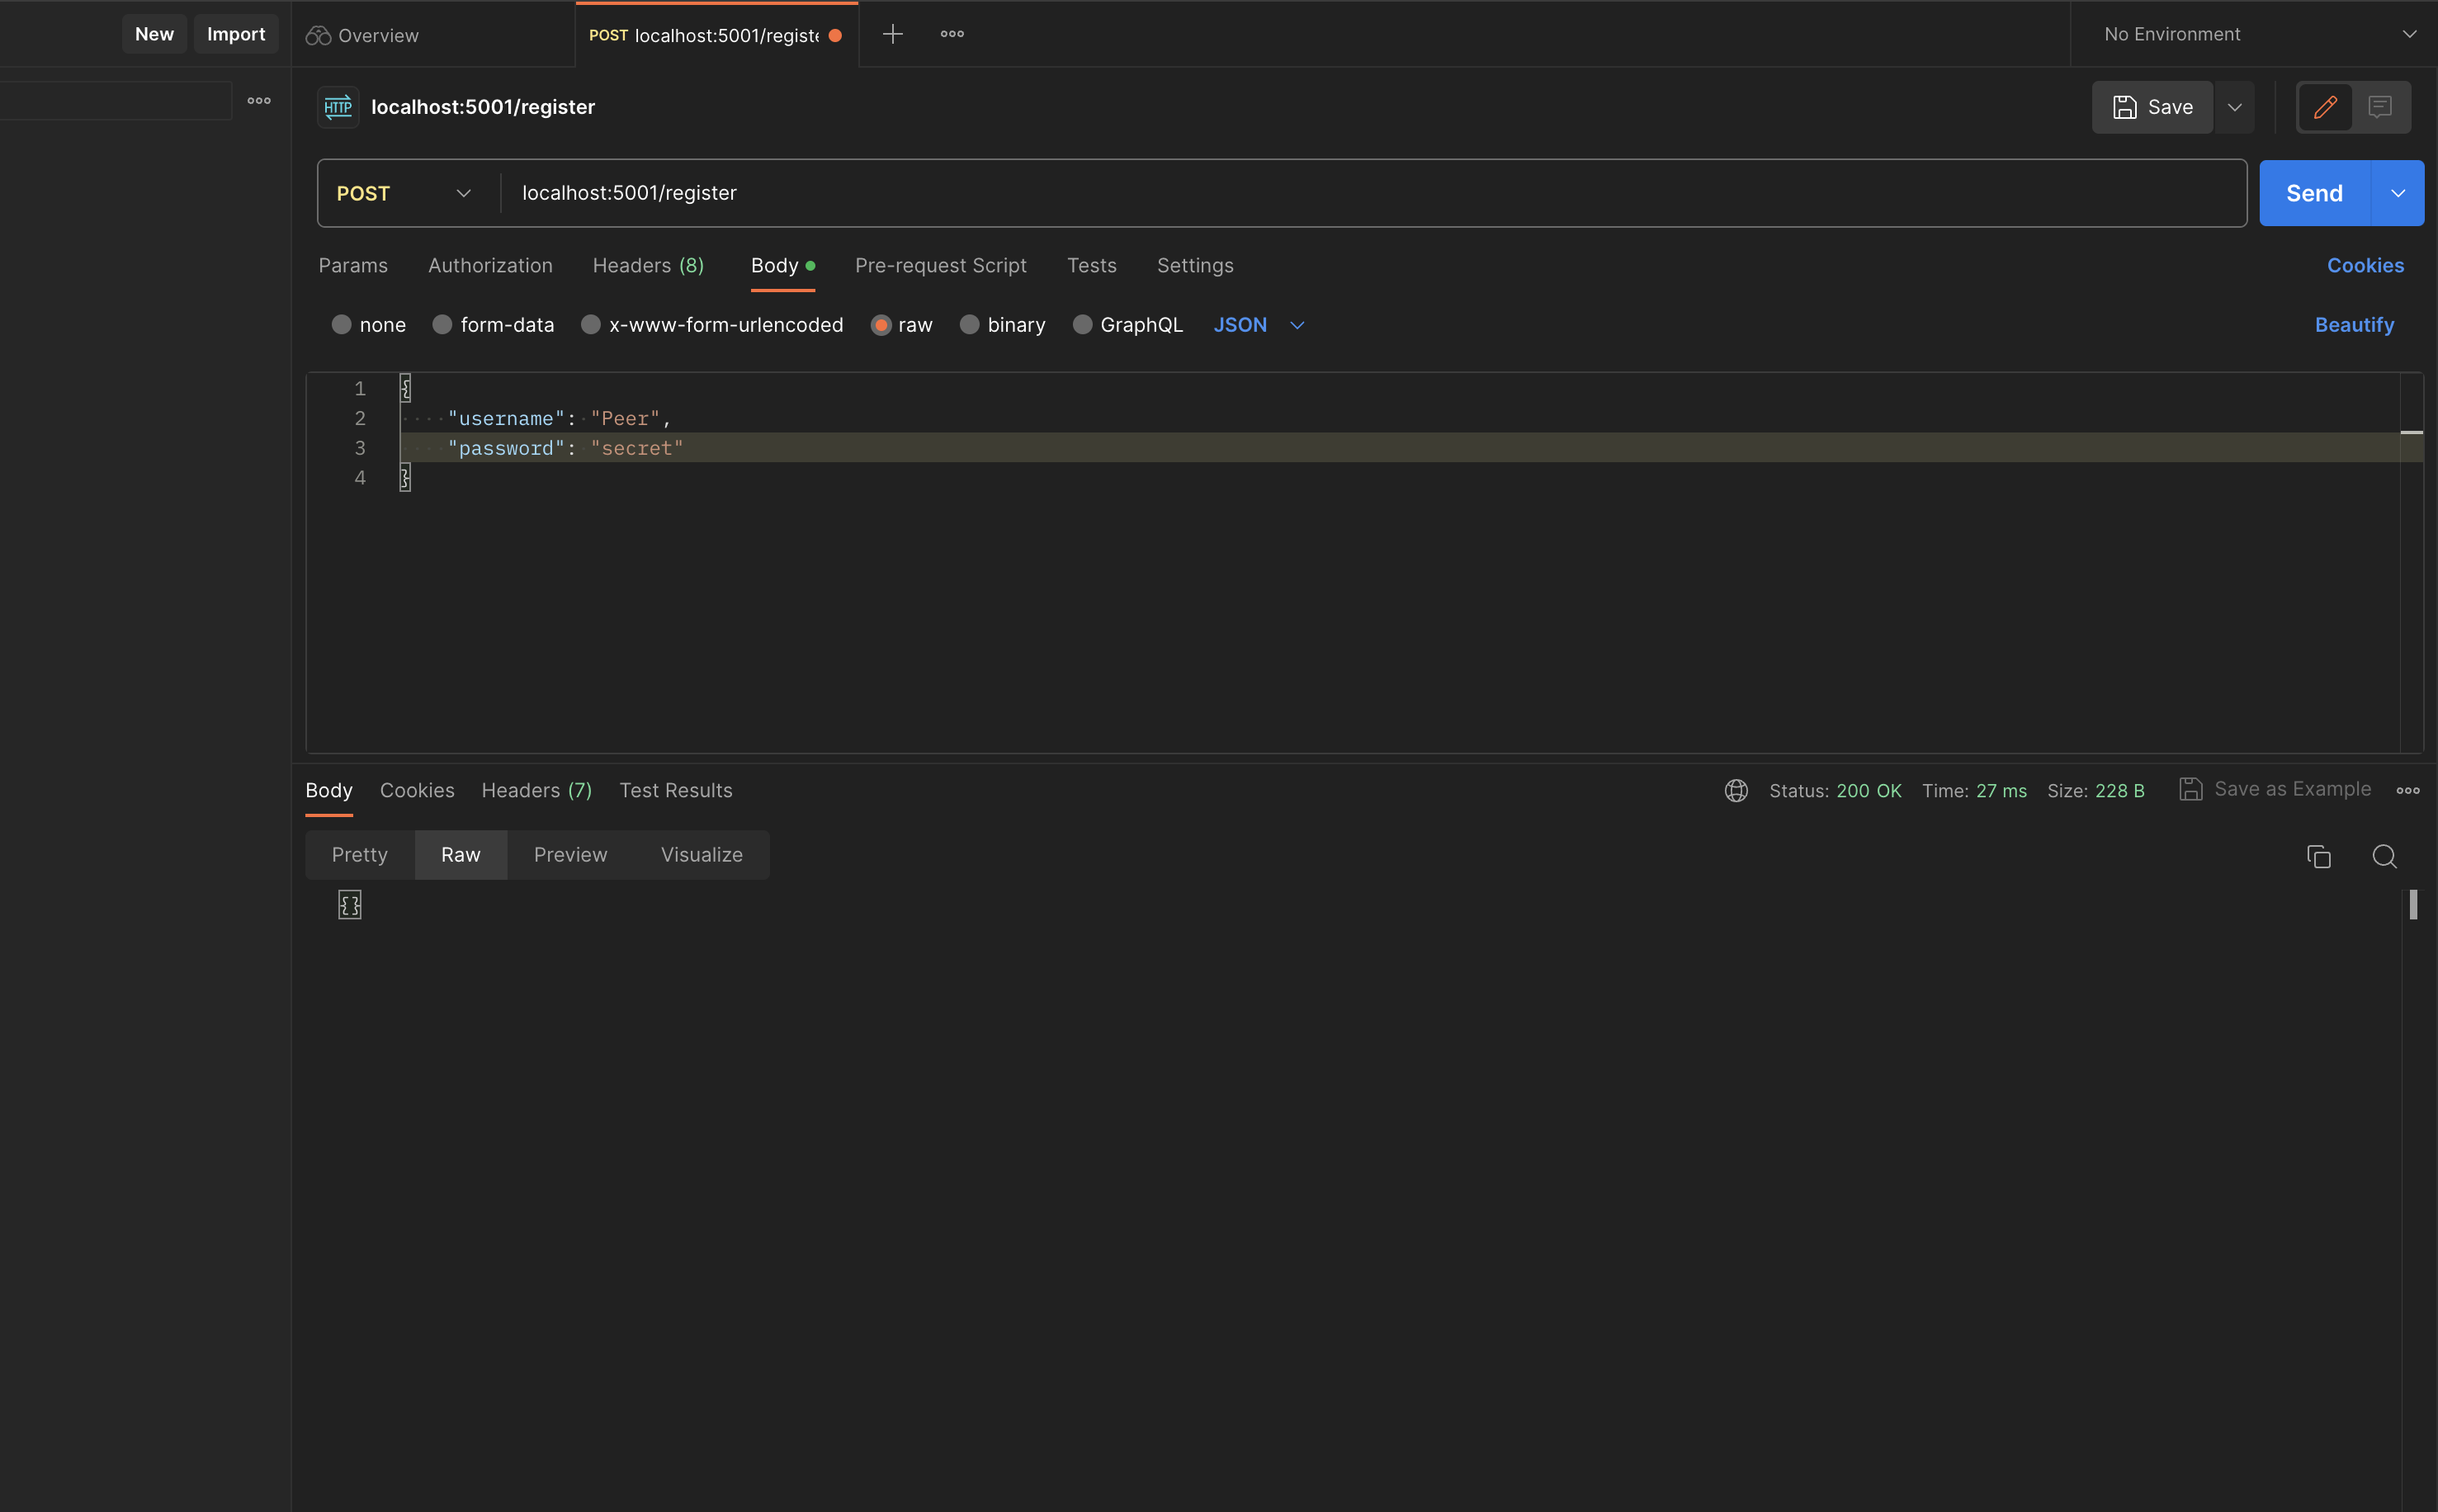 New Import Overview POST localhost:5001/registe No Environment
HTTP localhost:5001/register Save
POST localhost:5001/register Send
Params Authorization Headers (8) Body Pre-request Script Tests Settings Cookies
none form-data x-www-form-urlencoded raw binary GraphQL JSON Beautify
1 {
2 "username": "Peer",
3 "password": "secret"
4 }
Body Cookies Headers (7) Test Results Status: 200 OK Time: 27 ms Size: 228 B Save as Example
Pretty Raw Preview Visualize
{}